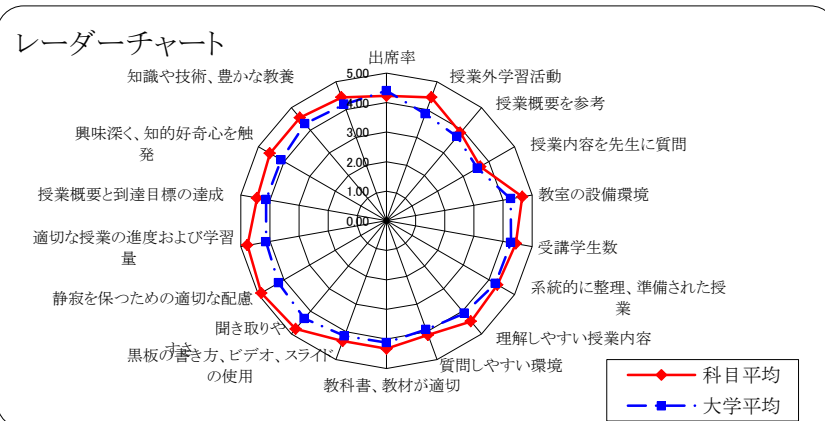 レーダーチャート
出席率
授業外学習活動
授業概要を参考
授業内容を先生に質問
教室の設備環境
受講学生数
系統的に整理、準備された授
業
理解しやすい授業内容
質問しやすい環境
教科書、教材が適切
黒板の書き方、ビデオ、スライド
の使用
聞き取りや
すさ
静寂を保つための適切な配慮
適切な授業の進度および学習
量
授業概要と到達目標の達成
興味深く、知的好奇心を触
発
知識や技術、豊かな教養
5.00
4.00
3.00
2.00
1.00
0.00
科目平均
大学平均